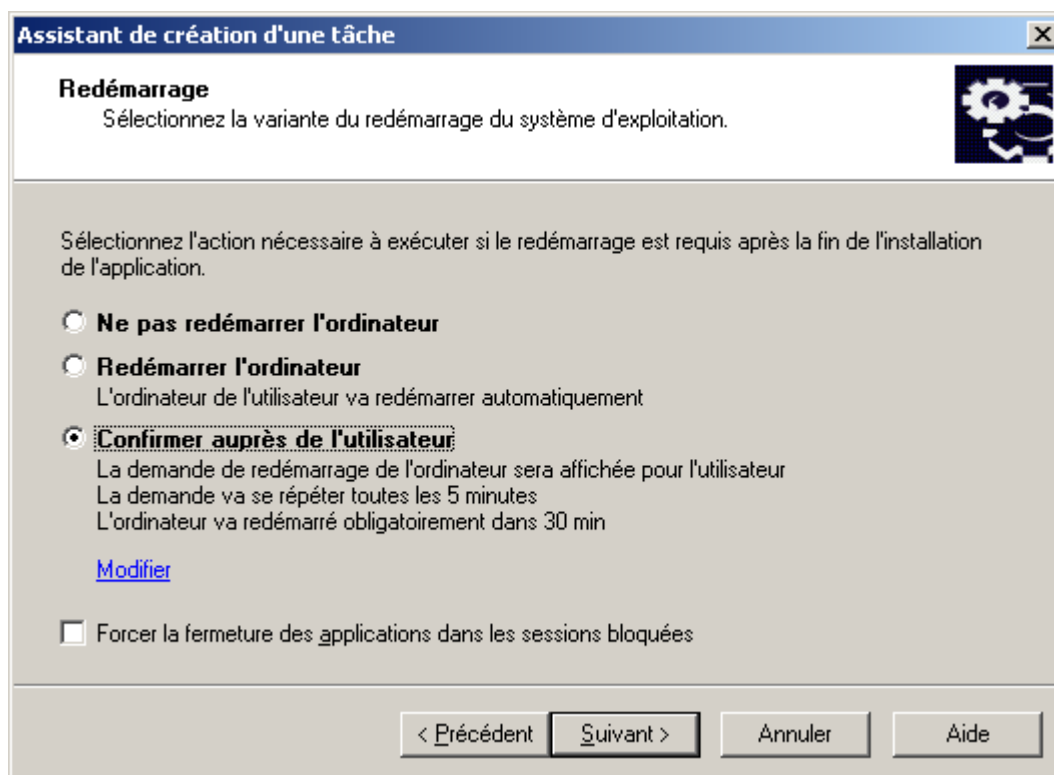 Assistant de création d'une tâche
Redémarrage
Sélectionnez la variante du redémarrage du système d'exploitation.
Sélectionnez l'action nécessaire à exécuter si le redémarrage est requis après la fin de l'installation
de l'application.
Ne pas redémarrer l'ordinateur
Redémarrer l'ordinateur
L'ordinateur de l'utilisateur va redémarrer automatiquement
Confirmer auprès de l'utilisateur
La demande de redémarrage de l'ordinateur sera affichée pour l'utilisateur
La demande va se répéter toutes les 5 minutes
L'ordinateur va redémarré obligatoirement dans 30 min
Modifier
Forcer la fermeture des applications dans les sessions bloquées
< Précédent Suivant > Annuler Aide